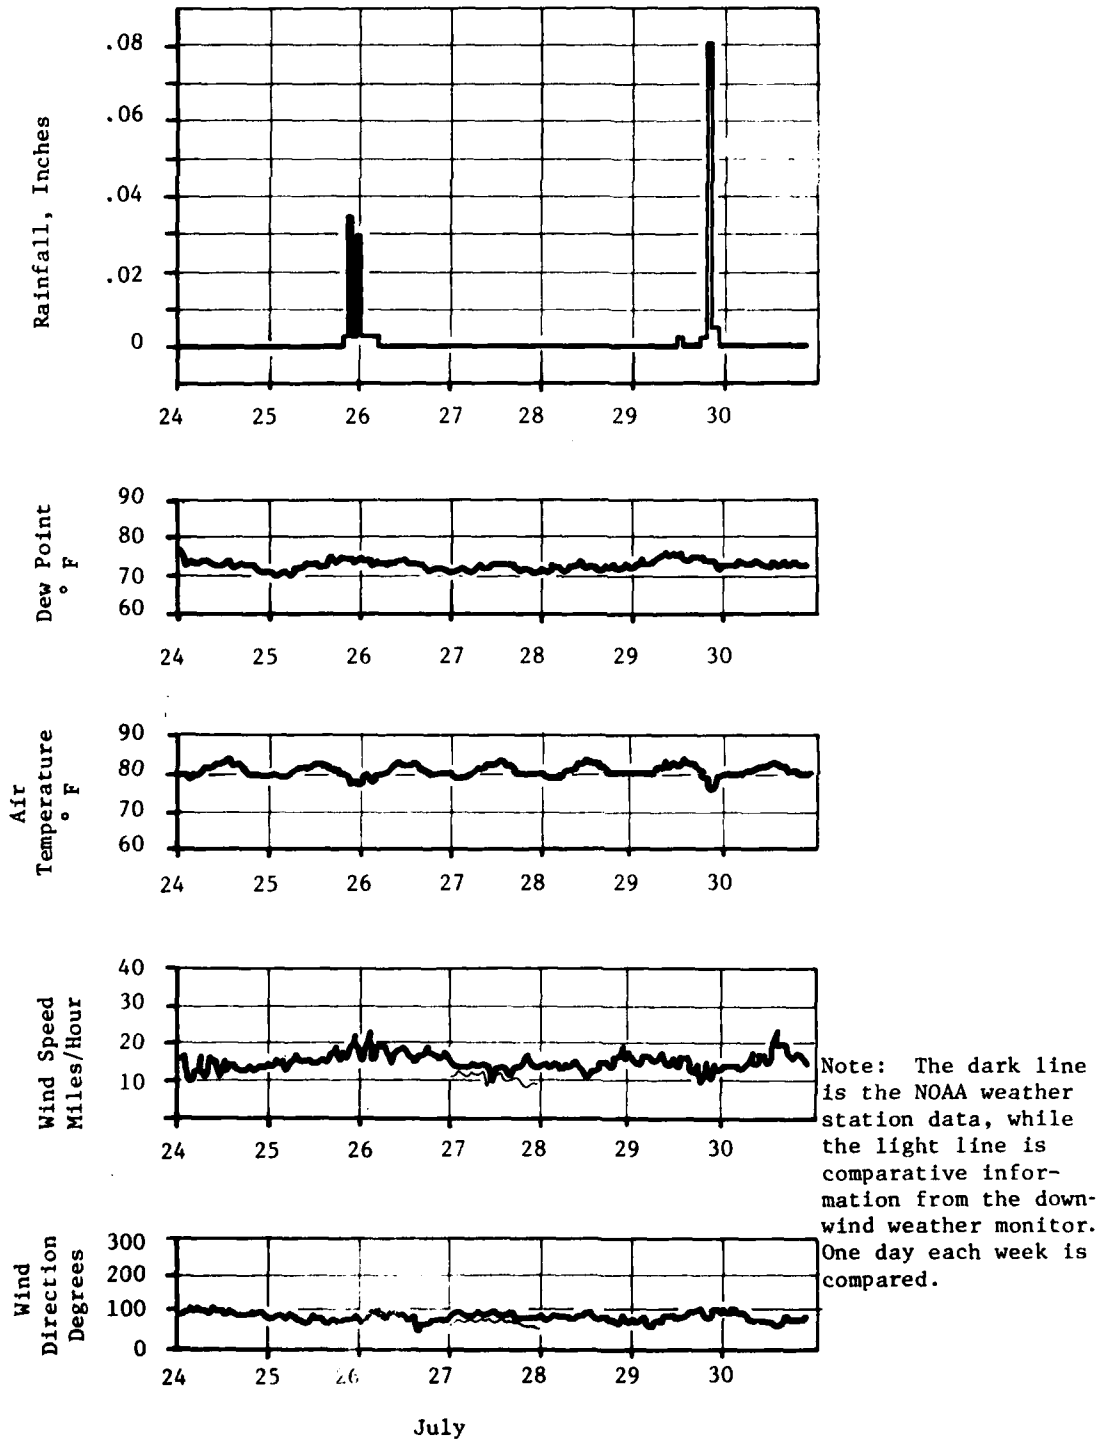 Rainfall, Inches
.08
.06
.04
.02
0
24 25 26 27 28 29 30
Dew Point
° F
90
80
70
60
24 25 26 27 28 29 30
Air
Temperature
° F
90
80
70
60
24 25 26 27 28 29 30
Wind Speed
Miles/Hour
40
30
20
10
24 25 26 27 28 29 30
Note: The dark line
is the NOAA weather
station data, while
the light line is
comparative infor-
mation from the down-
wind weather monitor.
One day each week is
compared.
Wind
Direction
Degrees
300
200
100
0
24 25 26 27 28 29 30
July